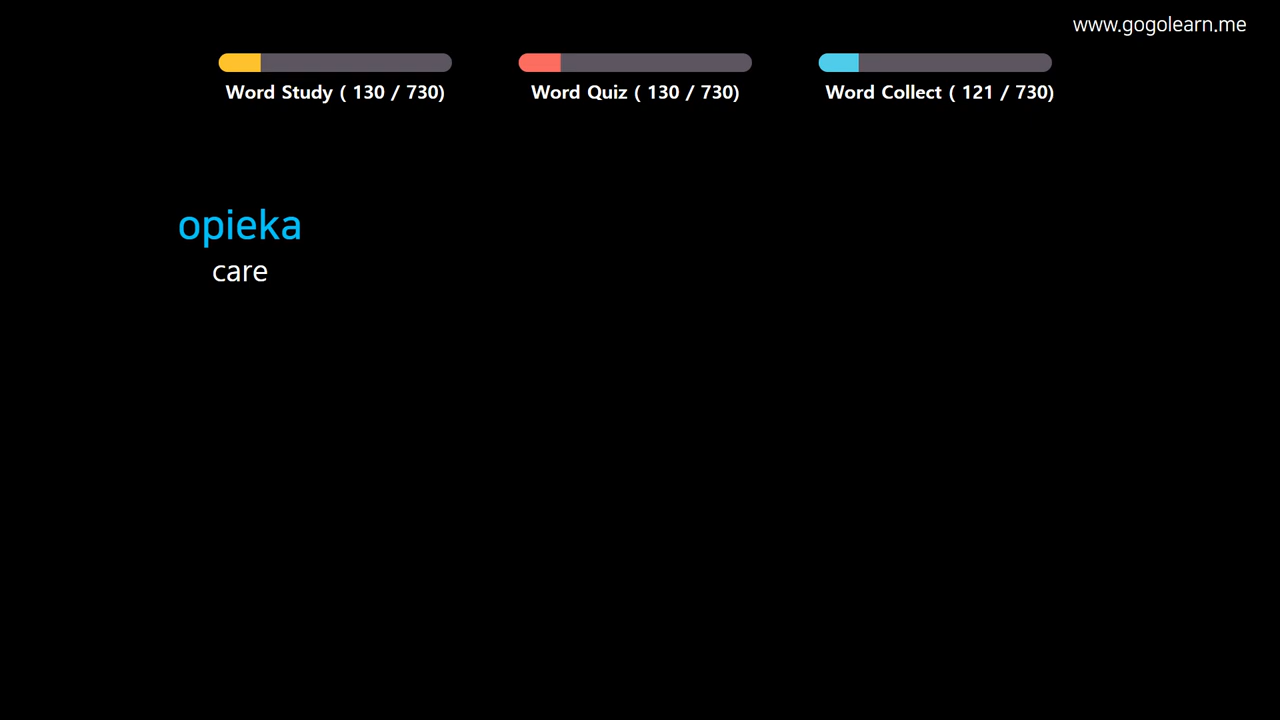 www.gogolearn.me
Word Study ( 130 / 730)
Word Quiz ( 130 / 730)
Word Collect ( 121 / 730)
opieka
care